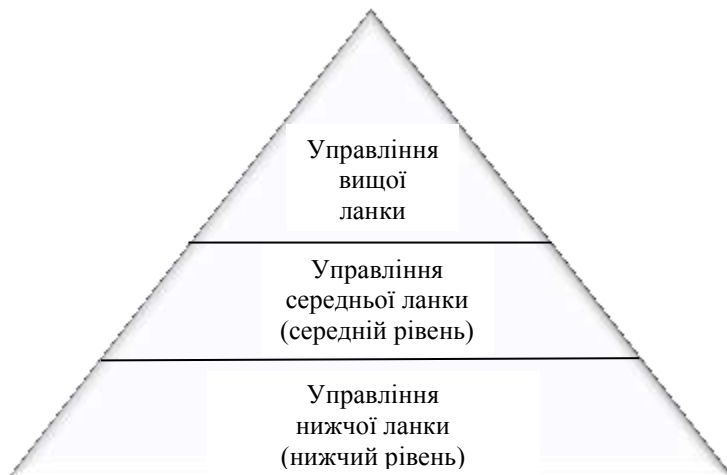 Управління
вищої
ланки
Управління
середньої ланки
(середній рівень)
Управління
нижчої ланки
(нижчий рівень)